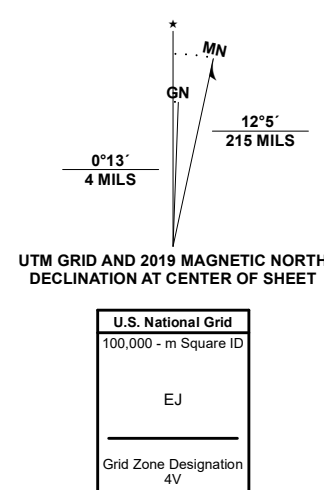 ★
MN
GN
12°5´
215 MILS
0°13´
4 MILS
UTM GRID AND 2019 MAGNETIC NORTH
DECLINATION AT CENTER OF SHEET
U.S. National Grid
100,000 - m Square ID
EJ
Grid Zone Designation
4V